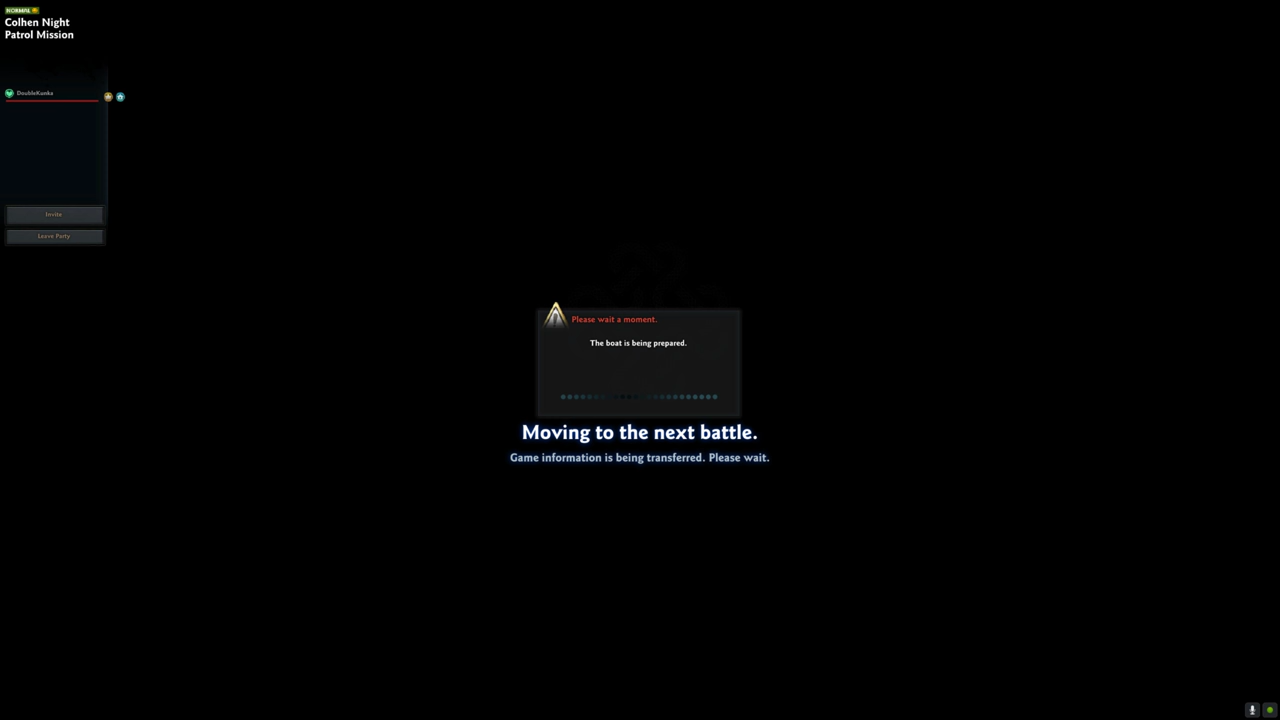 NORMAL
Colhen Night
Patrol Mission
DoubleKunka
Invite
Leave Party
Please wait a moment.
The boat is being prepared.
Moving to the next battle.
Game information is being transferred. Please wait.